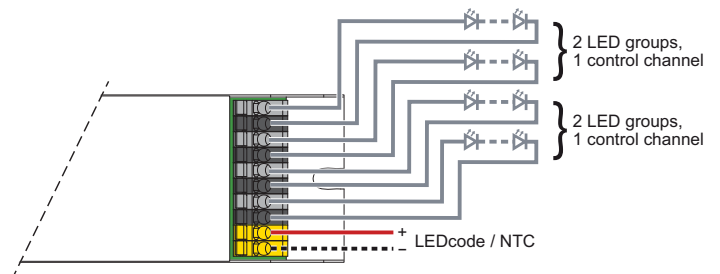 2 LED groups,
1 control channel
2 LED groups,
1 control channel
+
LEDcode / NTC
–